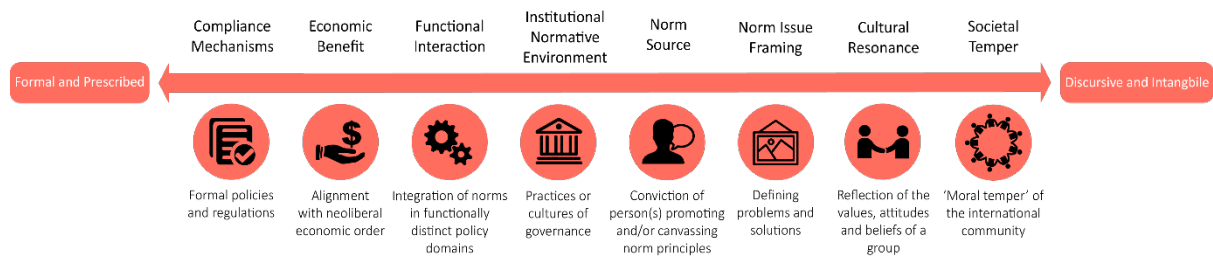 Compliance
Mechanisms
Economic
Benefit
Functional
Interaction
Institutional
Normative
Environment
Norm
Source
Norm Issue
Framing
Cultural
Resonance
Societal
Temper
Formal and Prescribed
Discursive and Intangbile
$
Formal policies
and regulations
Alignment
with neoliberal
economic order
Integration of norms
in functionally
distinct policy
domains
Practices or
cultures of
governance
Conviction of
person(s) promoting
and/or canvassing
norm principles
Defining
problems and
solutions
Reflection of the
values, attitudes
and beliefs of a
group
‘Moral temper’ of
the international
community